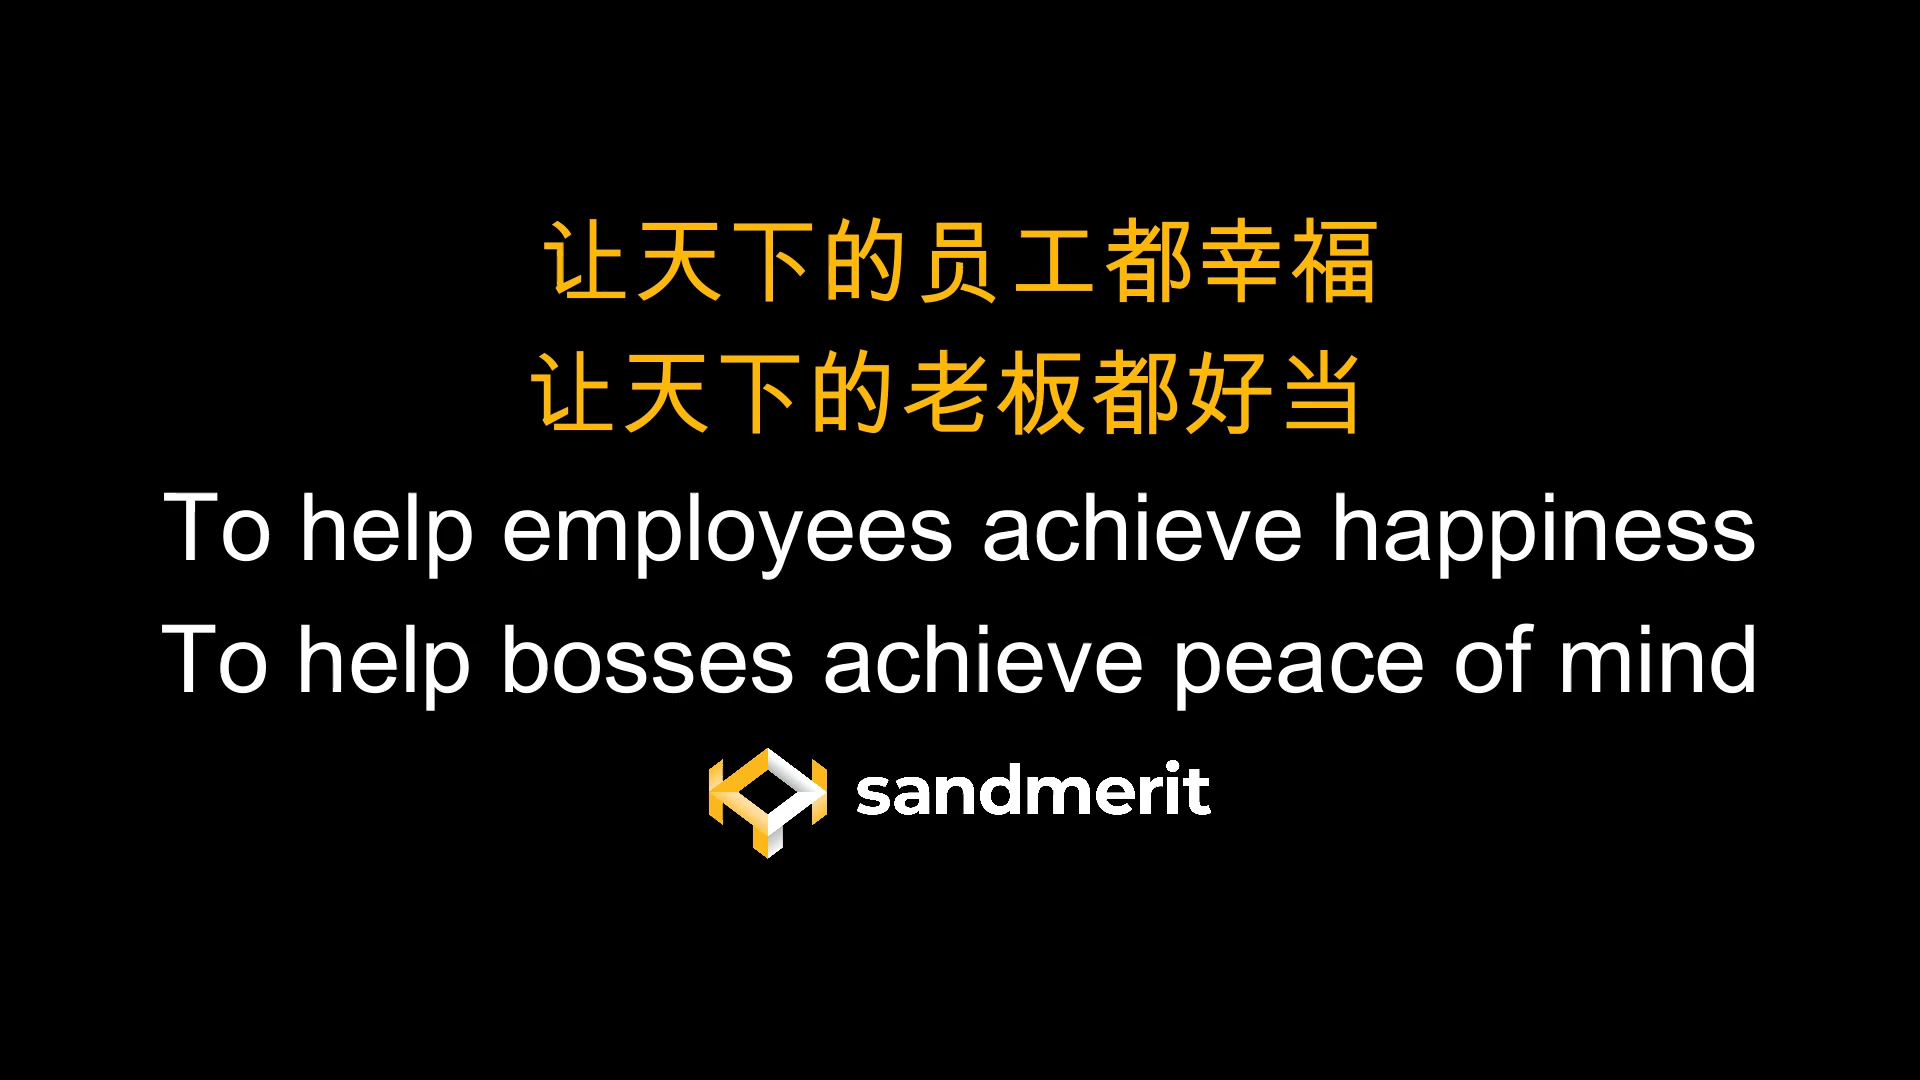 让天下的员工都幸福
让天下的老板都好当
To help employees achieve happiness
To help bosses achieve peace of mind
sandmerit